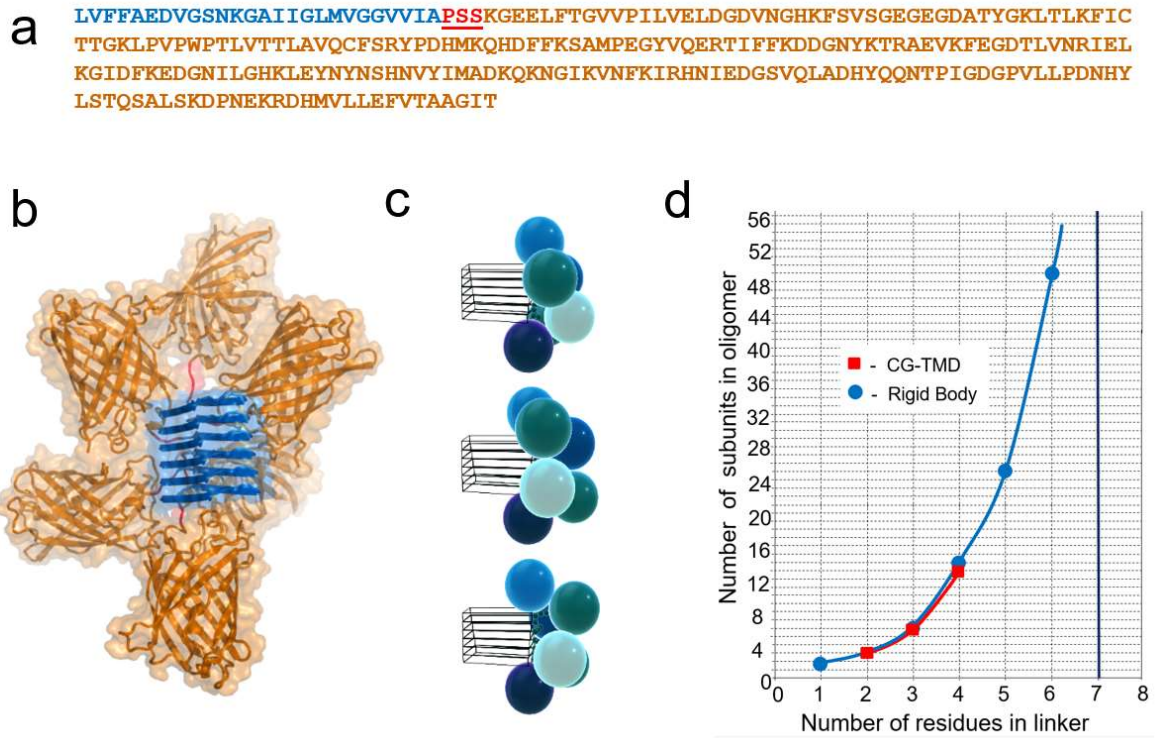 a
LVFFAEDVGSNKGAIIGLMVGGVVIAPSSKGEELFTGVVPILVELDGDVNGHKFSVSGEGEGDATYGKLTLKFIC
TTGKLPVPWPTLVTTLAVQCFSRYPDHMKQHDFFKSAMPEGYVQERTIFFKDDGNYKTRAEVKFEGDTLVNRIEL
KGIDFKEDGNILGHKLEYNYNSHNVYIMADKQKNGIKVNFKIRHNIEDGSVQLADHYQQNTPIGDGPVLLPDNHY
LSTQSALSKDPNEKRDHMVLLEFVTAAGIT
b
c
d
Number of subunits in oligomer
56
52
48
44
40
36
32
28
24
20
16
12
8
4
0
- CG-TMD
- Rigid Body
0 1 2 3 4 5 6 7 8
Number of residues in linker